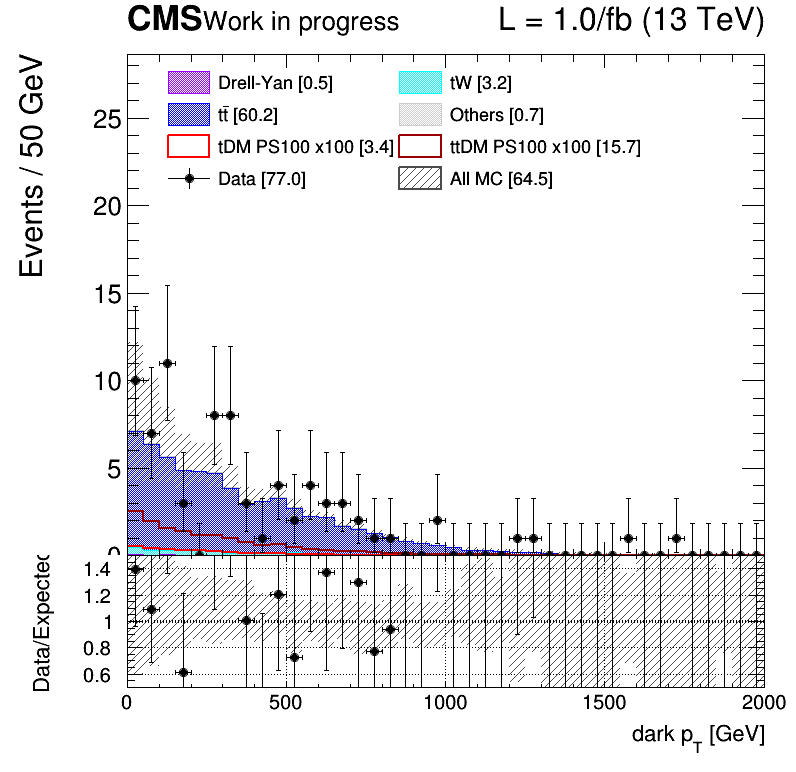 CMS Work in progress L = 1.0/fb (13 TeV)
Events / 50 GeV
Drell-Yan [0.5] tW [3.2]
tt̄ [60.2] Others [0.7]
tDM PS100 x100 [3.4] ttDM PS100 x100 [15.7]
Data [77.0] All MC [64.5]
25
20
15
10
5
0
Data/Expected
1.4
1.2
1
0.8
0.6
0 500 1000 1500 2000
dark p_T [GeV]